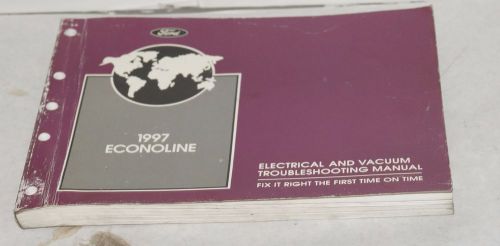 Ford
1997
ECONOLINE
ELECTRICAL AND VACUUM
TROUBLESHOOTING MANUAL
FIX IT RIGHT THE FIRST TIME ON TIME